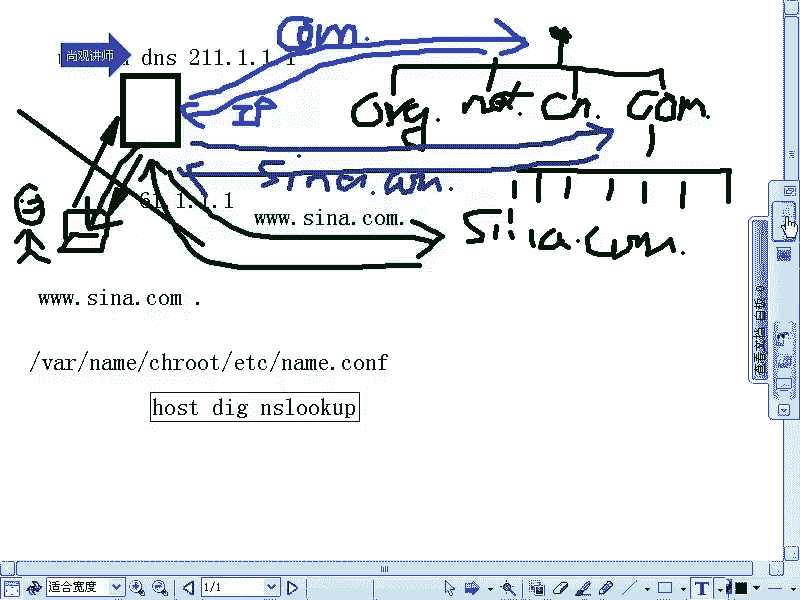 com.
尚观讲师
dns 211.1.1.1
IP
org. net. cn. com.
sina.com.
61.1.1.1
www.sina.com.
sina.com.
www.sina.com .
/var/name/chroot/etc/name.conf
host dig nslookup
适合宽度
1/1
T